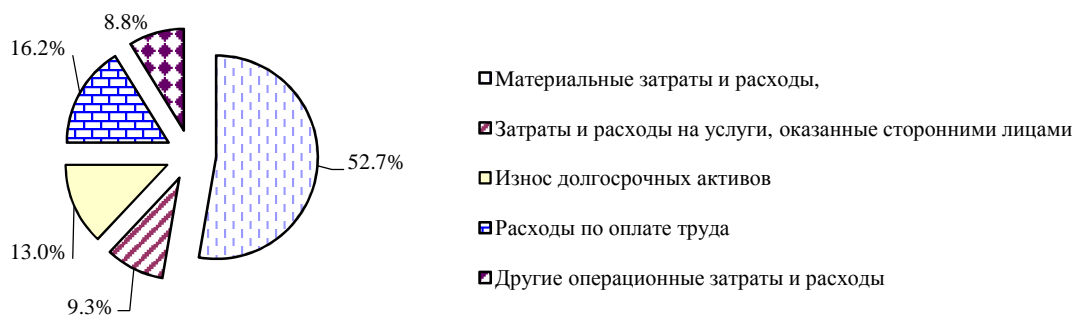 8.8%
16.2%
52.7%
13.0%
9.3%
Материальные затраты и расходы,
Затраты и расходы на услуги, оказанные сторонними лицами
Износ долгосрочных активов
Расходы по оплате труда
Другие операционные затраты и расходы